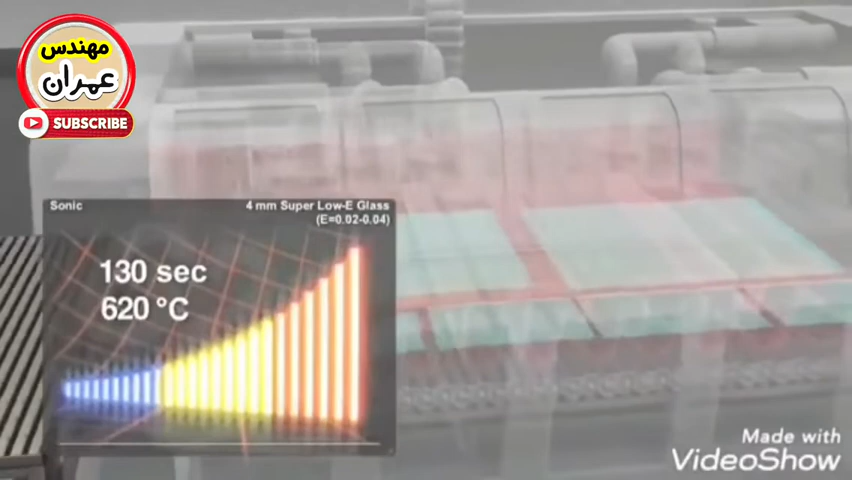 مهندس
عمران
SUBSCRIBE
Sonic
4 mm Super Low-E Glass
(E=0.02-0.04)
130 sec
620 °C
Made with
VideoShow